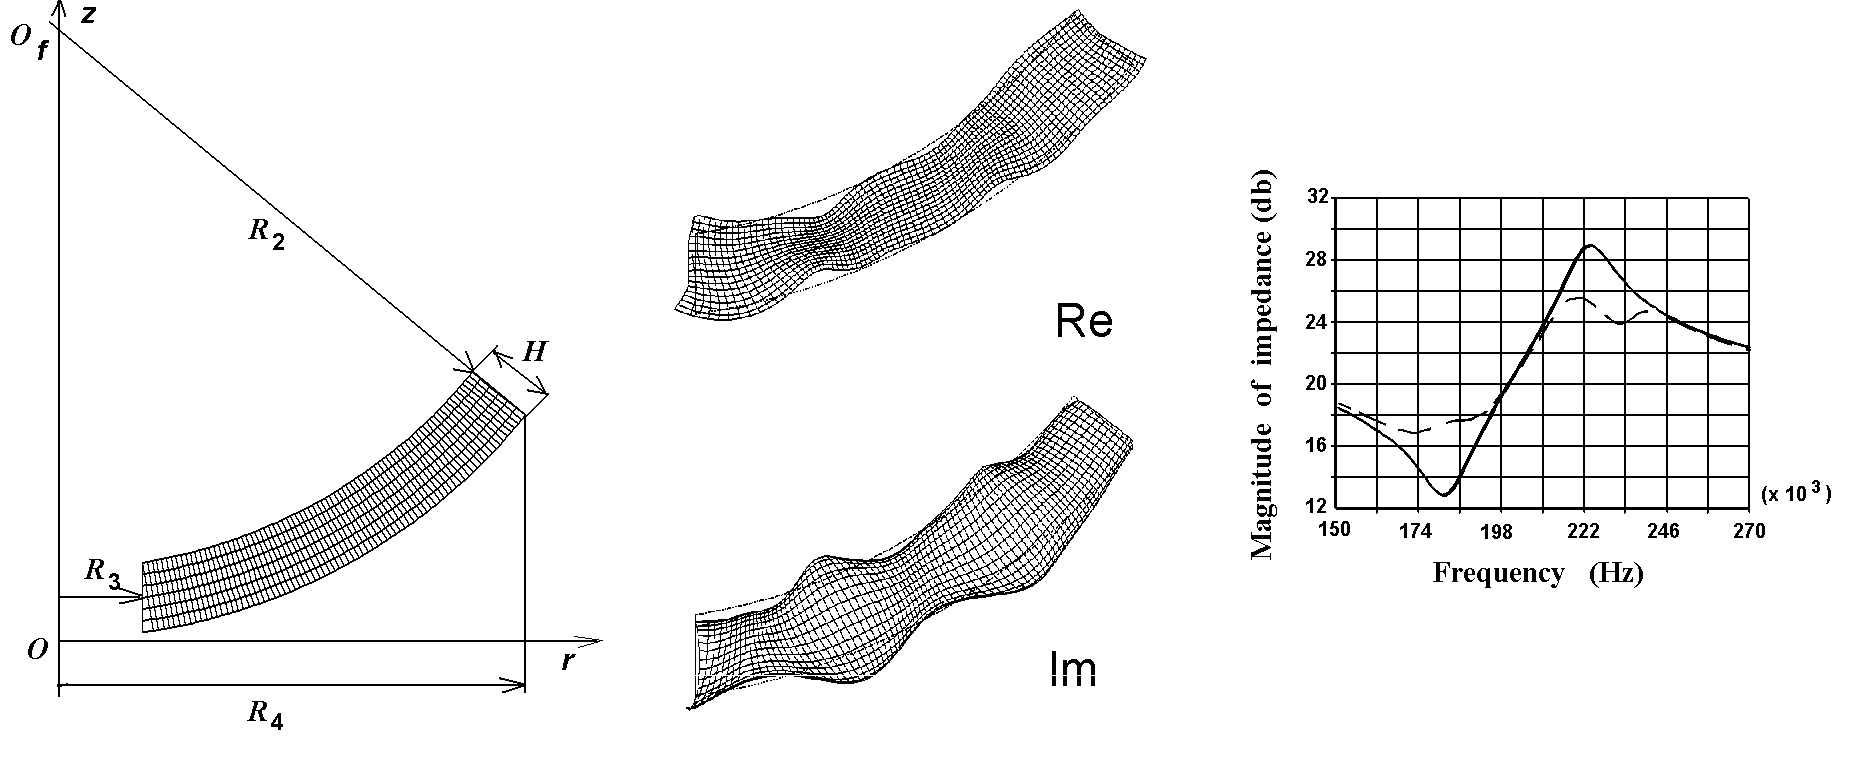 z
O f
R 2
H
R 3
O
r
R 4
Re
Im
Magnitude of impedance (db)
32
28
24
20
16
12
150 174 198 222 246 270
(x 10 3 )
Frequency (Hz)